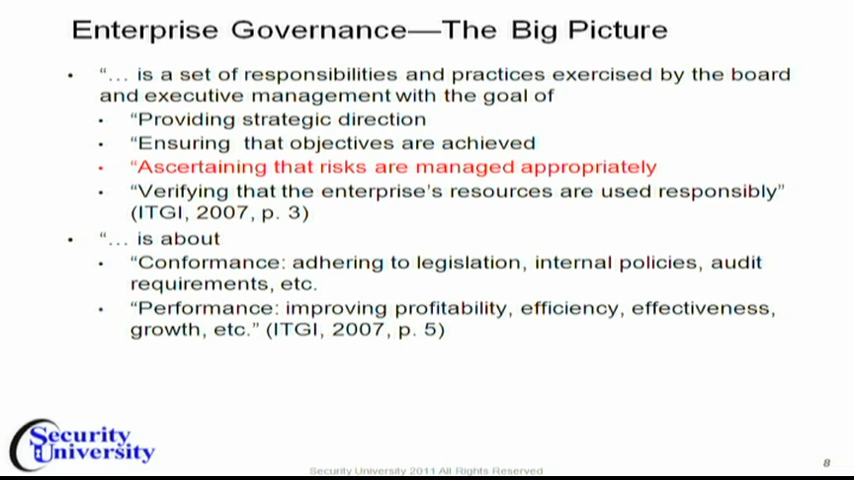 Enterprise Governance—The Big Picture
• “… is a set of responsibilities and practices exercised by the board
and executive management with the goal of
• “Providing strategic direction
• “Ensuring that objectives are achieved
• “Ascertaining that risks are managed appropriately
• “Verifying that the enterprise’s resources are used responsibly”
(ITGI, 2007, p. 3)
• “… is about
• “Conformance: adhering to legislation, internal policies, audit
requirements, etc.
• “Performance: improving profitability, efficiency, effectiveness,
growth, etc.” (ITGI, 2007, p. 5)
Security
University
Security University 2011 All Rights Reserved
8